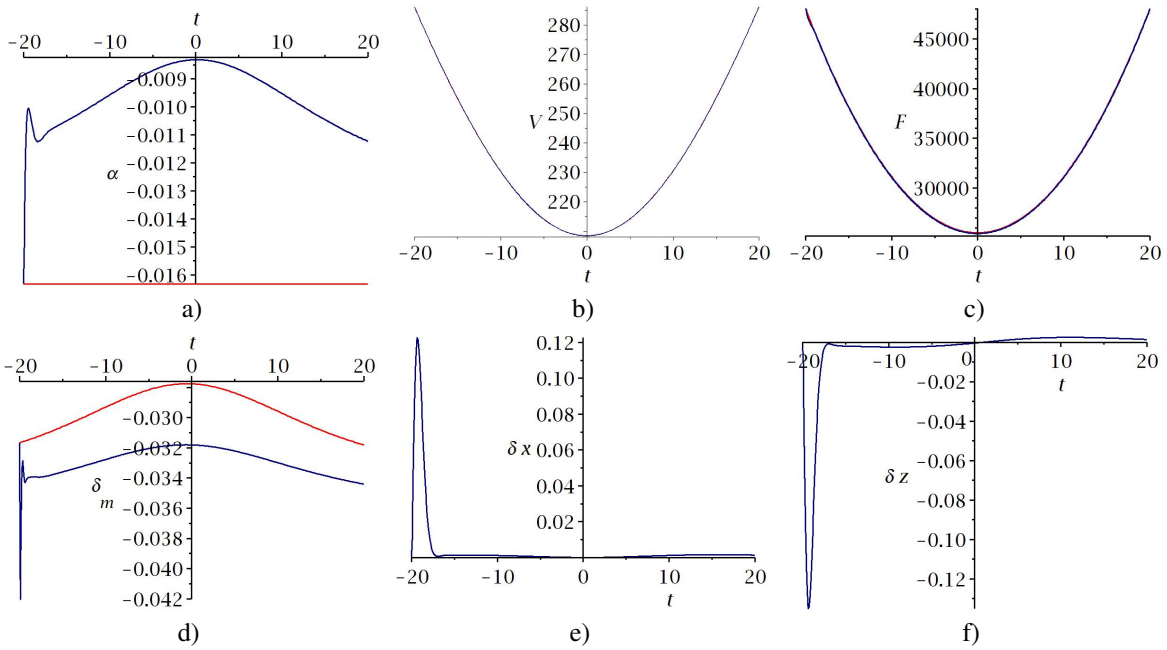 t
-20 -10 0 10 20
-0.009
-0.010
-0.011
-0.012
α
-0.013
-0.014
-0.015
-0.016
a)
280
270
260
250
V
240
230
220
-20 -10 0 10 20
t
b)
45000
40000
F
35000
30000
-20 -10 0 10 20
t
c)
t
-20 -10 0 10 20
-0.030
-0.032
-0.034
δ
m
-0.036
-0.038
-0.040
-0.042
d)
0.12
0.10
0.08
δ x
0.06
0.04
0.02
-20 -10 0 10 20
t
e)
-20 -10 0 10 20
t
-0.02
-0.04
-0.06
δ z
-0.08
-0.10
-0.12
f)